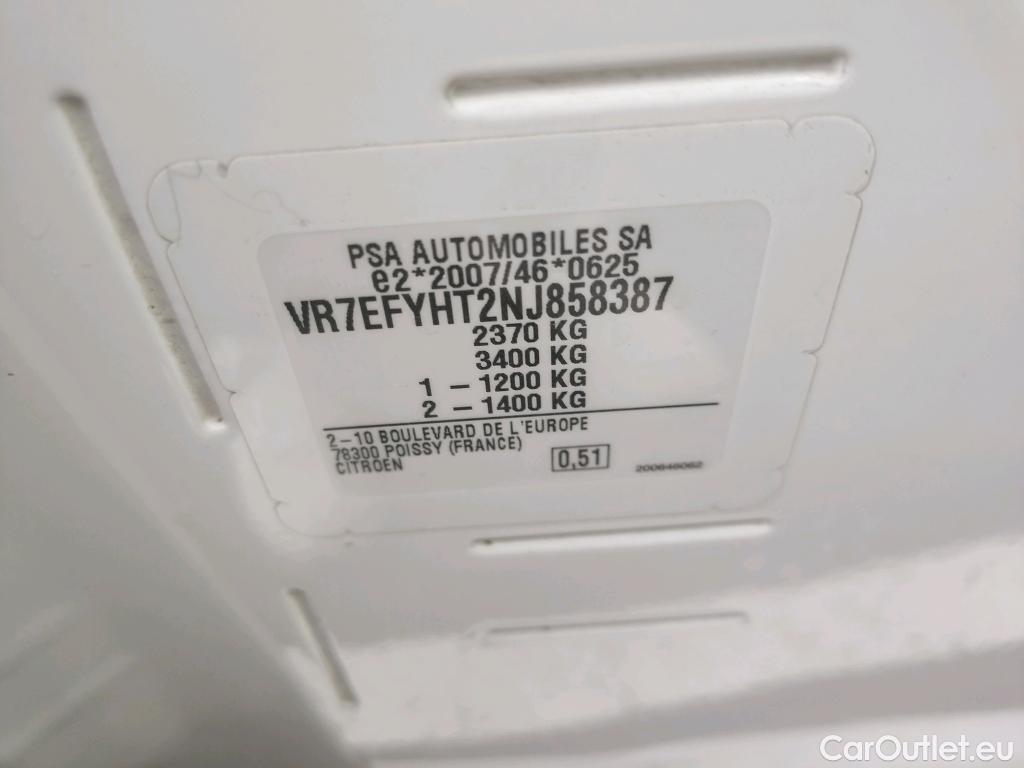 PSA AUTOMOBILES SA
e2*2007/46*0625
VR7EFYHT2NJ858387
2370 KG
3400 KG
1 - 1200 KG
2 - 1400 KG
2-10 BOULEVARD DE L'EUROPE
78300 POISSY (FRANCE)
CITROEN
0,51
200646062
CarOutlet.eu